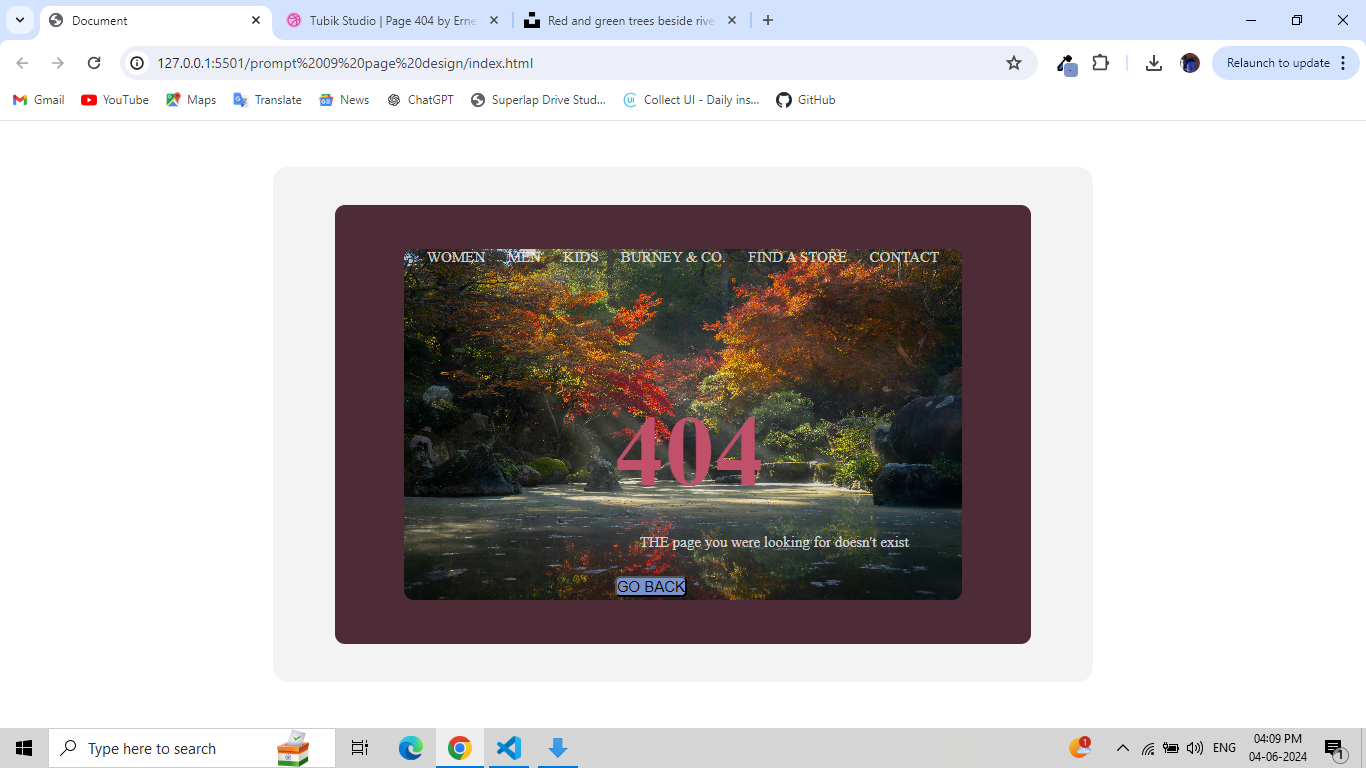 Document
Tubik Studio | Page 404 by Erne
Red and green trees beside rive
127.0.0.1:5501/prompt%2009%20page%20design/index.html
Relaunch to update
Gmail
YouTube
Maps
Translate
News
ChatGPT
Superlap Drive Stud...
Collect UI - Daily ins...
GitHub
WOMEN MEN KIDS BURNEY & CO. FIND A STORE CONTACT
404
THE page you were looking for doesn't exist
GO BACK
Type here to search
1
ENG
04:09 PM
04-06-2024
1